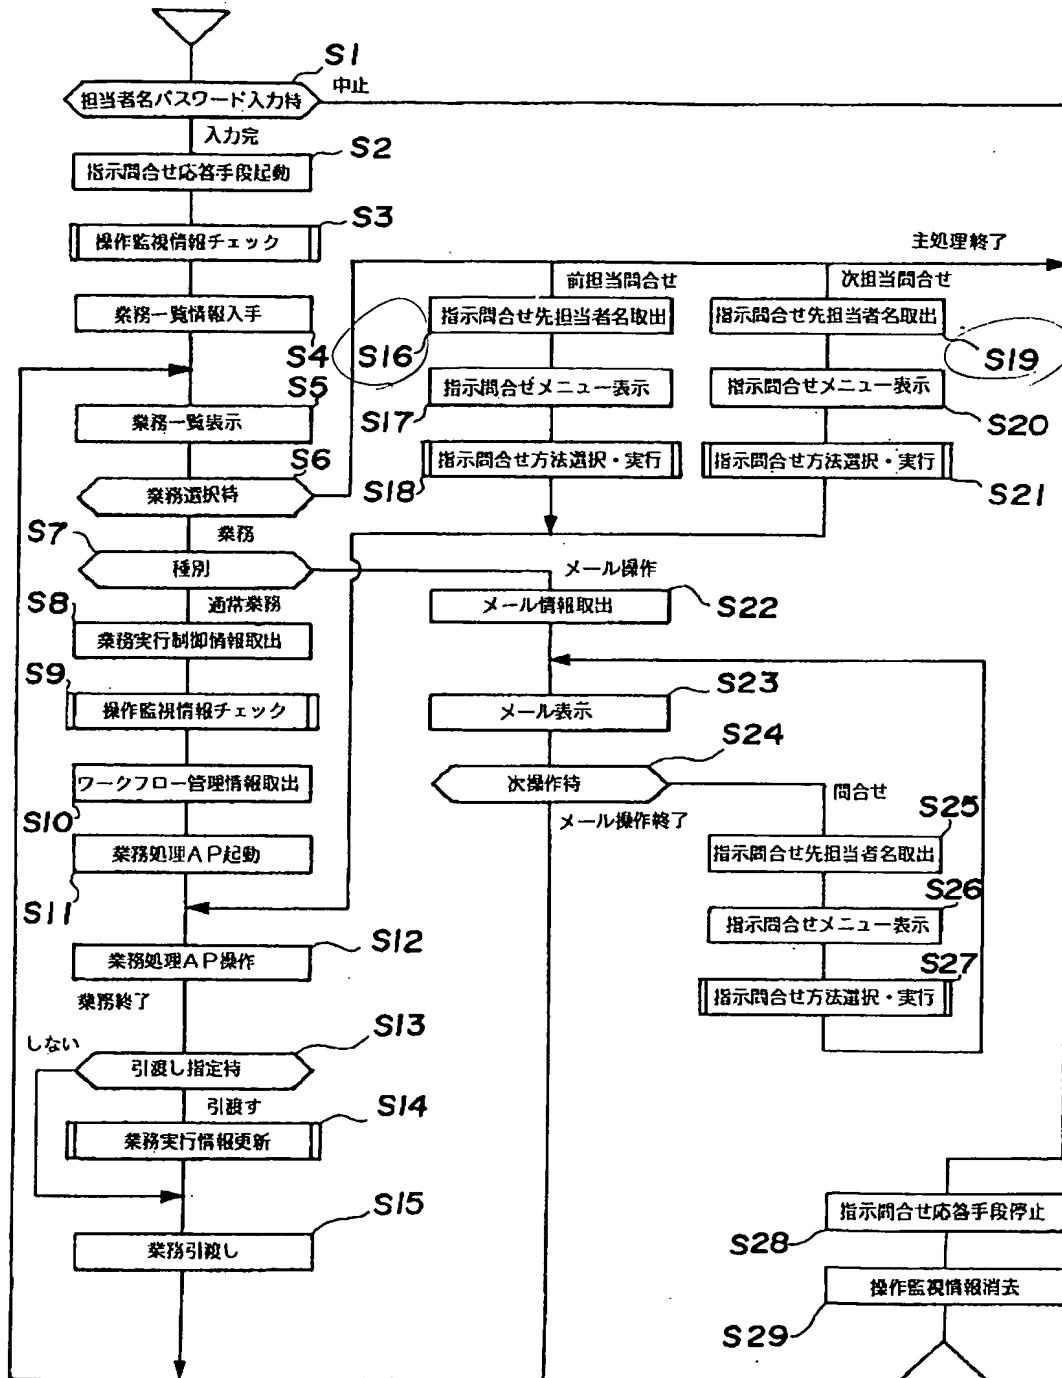 S1
担当者名パスワード入力待
中止
入力完
S2
指示問合せ応答手段起動
S3
操作監視情報チェック
主処理終了
前担当問合せ
次担当問合せ
業務一覧情報入手
S4
指示問合せ先担当者名取出
S16
指示問合せ先担当者名取出
S19
S5
業務一覧表示
指示問合せメニュー表示
S17
指示問合せメニュー表示
S20
S6
業務選択待
指示問合せ方法選択・実行
S18
指示問合せ方法選択・実行
S21
業務
S7
種別
メール操作
通常業務
S8
業務実行制御情報取出
メール情報取出
S22
S9
操作監視情報チェック
メール表示
S23
S24
ワークフロー管理情報取出
S10
次操作待
問合せ
メール操作終了
業務処理AP起動
S11
S25
指示問合せ先担当者名取出
S26
指示問合せメニュー表示
S12
業務処理AP操作
業務終了
S27
指示問合せ方法選択・実行
しない
S13
引渡し指定待
引渡す
S14
業務実行情報更新
S15
業務引渡し
指示問合せ応答手段停止
S28
操作監視情報消去
S29